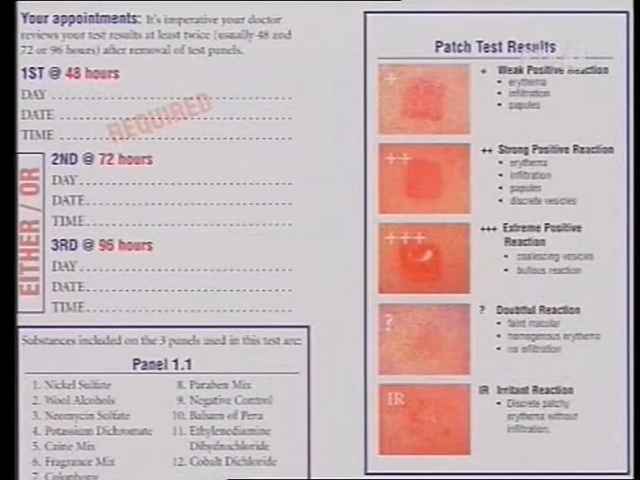 Your appointments: It's imperative your doctor
reviews your test results at least twice (usually 48 and
72 or 96 hours) after removal of test panels.
1ST @ 48 hours
DAY
DATE
TIME
REQUIRED
EITHER / OR
2ND @ 72 hours
DAY
DATE
TIME
3RD @ 96 hours
DAY
DATE
TIME
Substances included on the 3 panels used in this test are:
Panel 1.1
1. Nickel Sulfate
2. Wool Alcohols
3. Neomycin Sulfate
4. Potassium Dichromate
5. Caine Mix
6. Fragrance Mix
7. Colophony
8. Paraben Mix
9. Negative Control
10. Balsam of Peru
11. Ethylenediamine
Dihydrochloride
12. Cobalt Dichloride
Patch Test Results
+
+ Weak Positive Reaction
• erythema
• infiltration
• papules
++
++ Strong Positive Reaction
• erythema
• infiltration
• papules
• discrete vesicles
+++
+++ Extreme Positive
Reaction
• coalescing vesicles
• bullous reaction
?
? Doubtful Reaction
• faint macular
• homogenous erythema
• no infiltration
IR
IR Irritant Reaction
• Discrete patchy
erythema without
infiltration